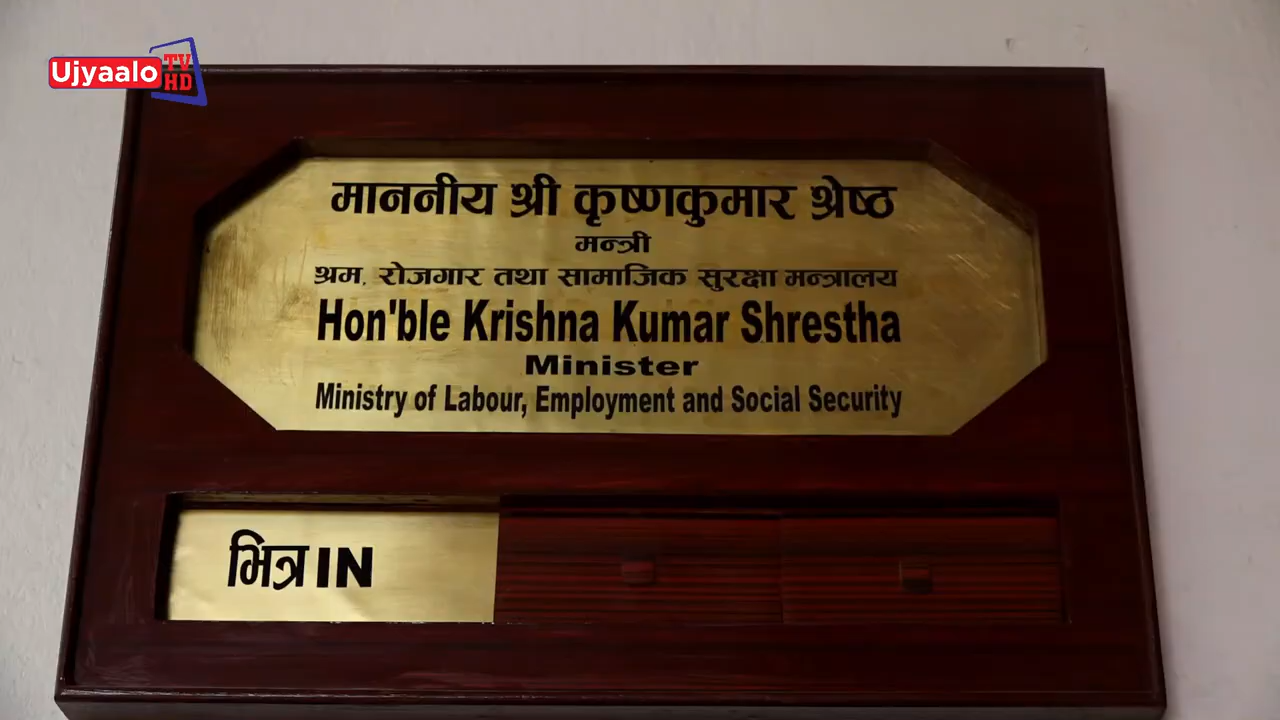 Ujyaalo TV HD
माननीय श्री कृष्णकुमार श्रेष्ठ
मन्त्री
श्रम, रोजगार तथा सामाजिक सुरक्षा मन्त्रालय
Hon'ble Krishna Kumar Shrestha
Minister
Ministry of Labour, Employment and Social Security
भित्र IN